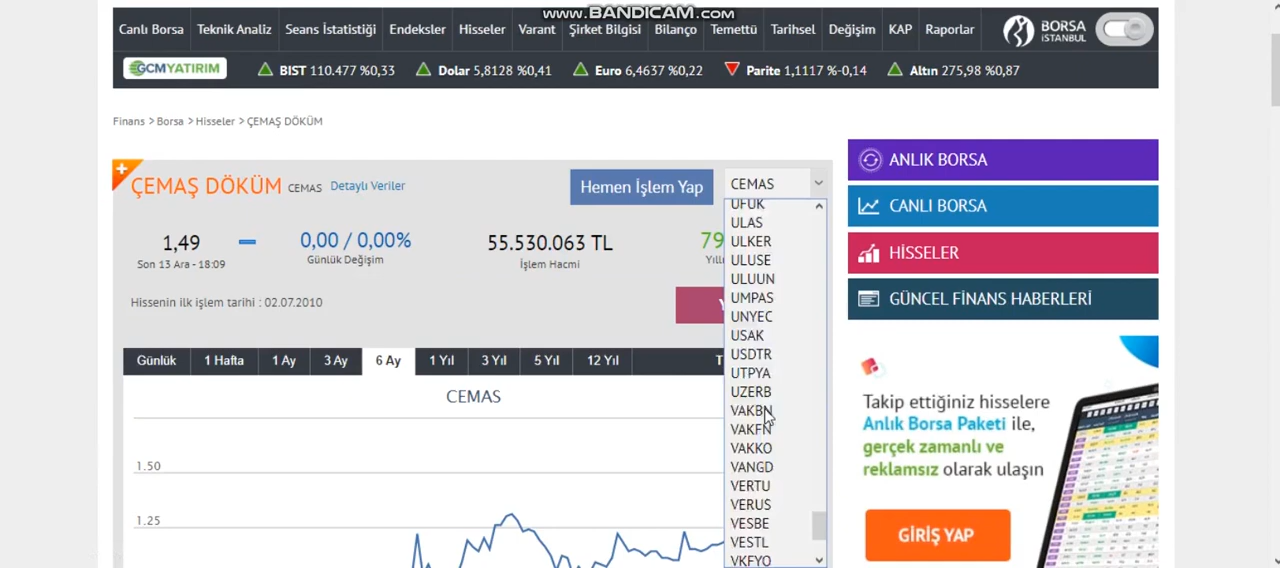 www.BANDICAM.com
Canlı Borsa Teknik Analiz Seans İstatistiği Endeksler Hisseler Varant Şirket Bilgisi Bilanço Temettü Tarihsel Değişim KAP Raporlar
BORSA
İSTANBUL
GCMYATIRIM BIST 110.477 %0,33 Dolar 5,8128 %0,41 Euro 6,4637 %0,22 Parite 1,1117 %-0,14 Altın 275,98 %0,87
Finans > Borsa > Hisseler > ÇEMAŞ DÖKÜM
ÇEMAŞ DÖKÜM CEMAS Detaylı Veriler
Hemen İşlem Yap
CEMAS
1,49
Son 13 Ara - 18:09
0,00 / 0,00%
Günlük Değişim
55.530.063 TL
İşlem Hacmi
79
Hissenin ilk işlem tarihi : 02.07.2010
Günlük 1 Hafta 1 Ay 3 Ay 6 Ay 1 Yıl 3 Yıl 5 Yıl 12 Yıl
CEMAS
1.50
1.25
UFUK
ULAS
ULKER
ULUSE
ULUUN
UMPAS
UNYEC
USAK
USDTR
UTPYA
UZERB
VAKBN
VAKFN
VAKKO
VANGD
VERTU
VERUS
VESBE
VESTL
VKFYO
ANLIK BORSA
CANLI BORSA
HİSSELER
GÜNCEL FİNANS HABERLERİ
Takip ettiğiniz hisselere
Anlık Borsa Paketi ile,
gerçek zamanlı ve
reklamsız olarak ulaşın
GİRİŞ YAP